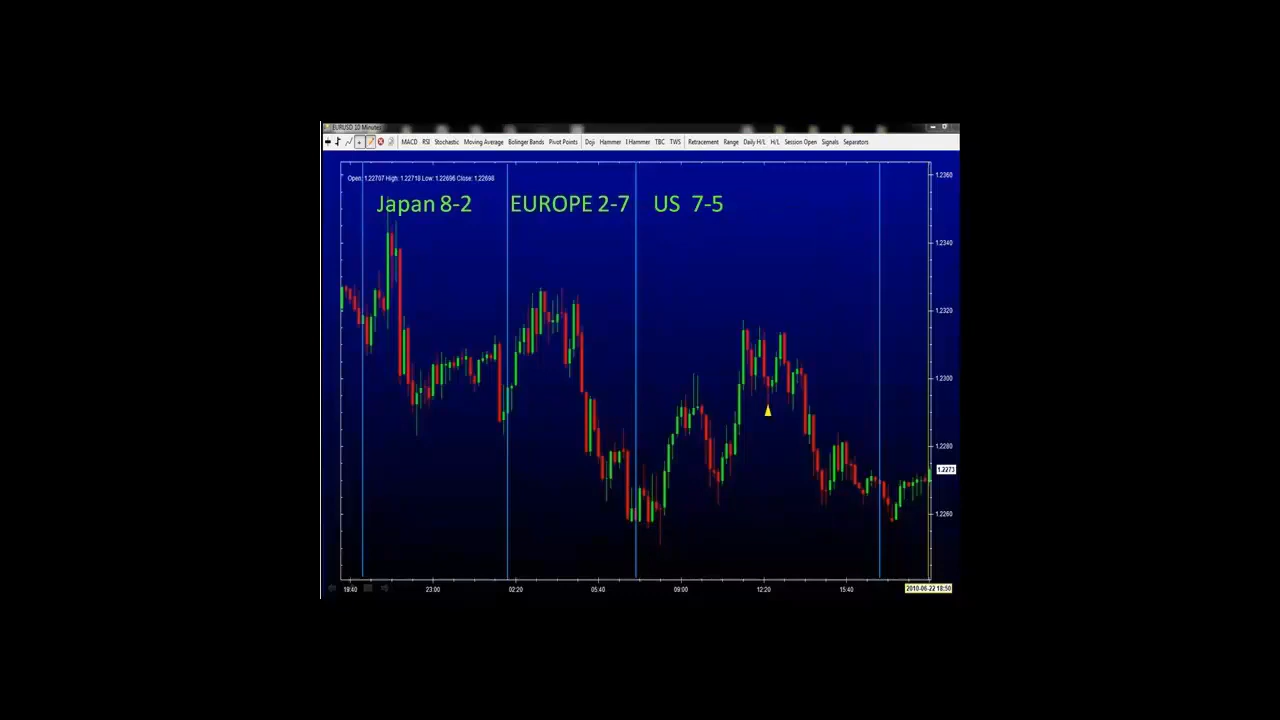 EURUSD 10 Minutes
MACD RSI Stochastic Moving Average Bolinger Bands Pivot Points Doji Hammer I.Hammer TBC TWS Retracement Range Daily H/L H/L Session Open Signals Separators
Open: 1.22707 High: 1.22718 Low: 1.22696 Close: 1.22698
Japan 8-2 EUROPE 2-7 US 7-5
1.2360
1.2340
1.2320
1.2300
1.2280
1.2273
1.2260
19:40 23:00 02:20 05:40 09:00 12:20 15:40 2010-06-22 18:50